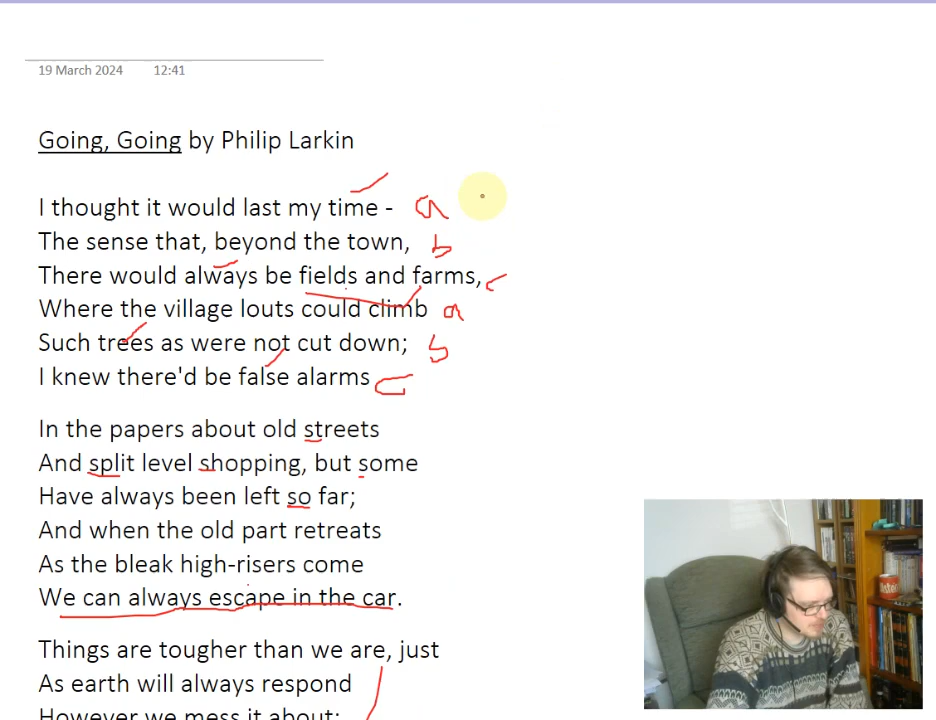 19 March 2024 12:41
Going, Going by Philip Larkin
I thought it would last my time - a
The sense that, beyond the town, b
There would always be fields and farms, c
Where the village louts could climb a
Such trees as were not cut down; b
I knew there'd be false alarms c
In the papers about old streets
And split level shopping, but some
Have always been left so far;
And when the old part retreats
As the bleak high-risers come
We can always escape in the car.
Things are tougher than we are, just
As earth will always respond
However we mess it about;